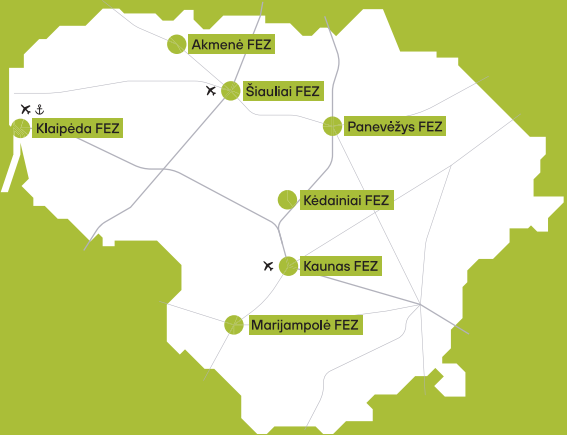 Akmenė FEZ
Šiauliai FEZ
Klaipėda FEZ
Panevėžys FEZ
Kėdainiai FEZ
Kaunas FEZ
Marijampolė FEZ